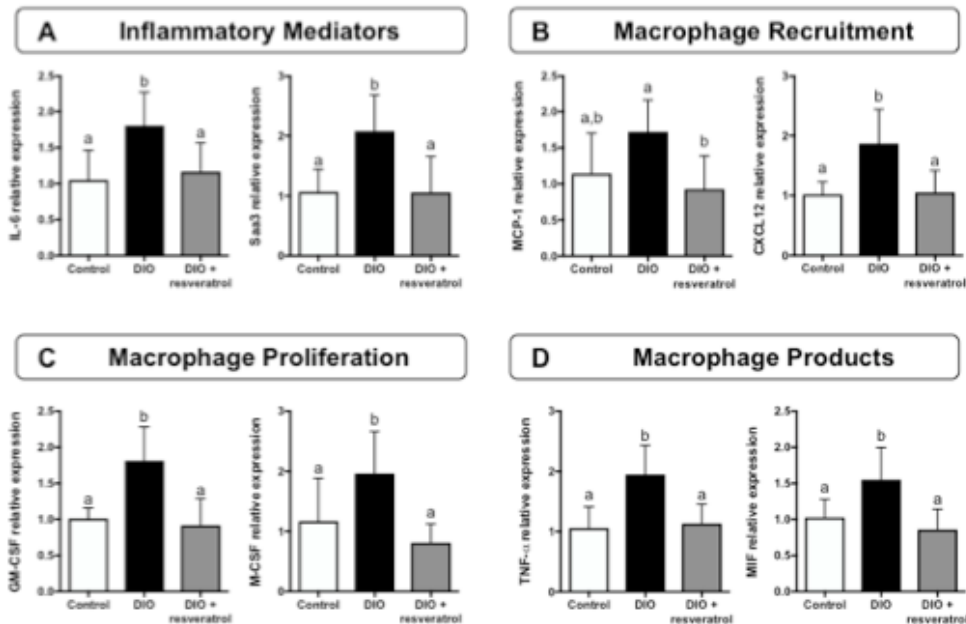 A Inflammatory Mediators
IL-6 relative expression
2.5
2.0
1.5
1.0
0.5
0.0
a
b
a
Control
DIO
DIO +
resveratrol
Saa3 relative expression
3
2
1
0
a
b
a
Control
DIO
DIO +
resveratrol
B Macrophage Recruitment
MCP-1 relative expression
2.5
2.0
1.5
1.0
0.5
0.0
a,b
a
b
Control
DIO
DIO +
resveratrol
CXCL12 relative expression
3
2
1
0
a
b
a
Control
DIO
DIO +
resveratrol
C Macrophage Proliferation
GM-CSF relative expression
2.5
2.0
1.5
1.0
0.5
0.0
a
b
a
Control
DIO
DIO +
resveratrol
M-CSF relative expression
3
2
1
0
a
b
a
Control
DIO
DIO +
resveratrol
D Macrophage Products
TNF-α relative expression
3
2
1
0
a
b
a
Control
DIO
DIO +
resveratrol
MIF relative expression
2.5
2.0
1.5
1.0
0.5
0.0
a
b
a
Control
DIO
DIO +
resveratrol